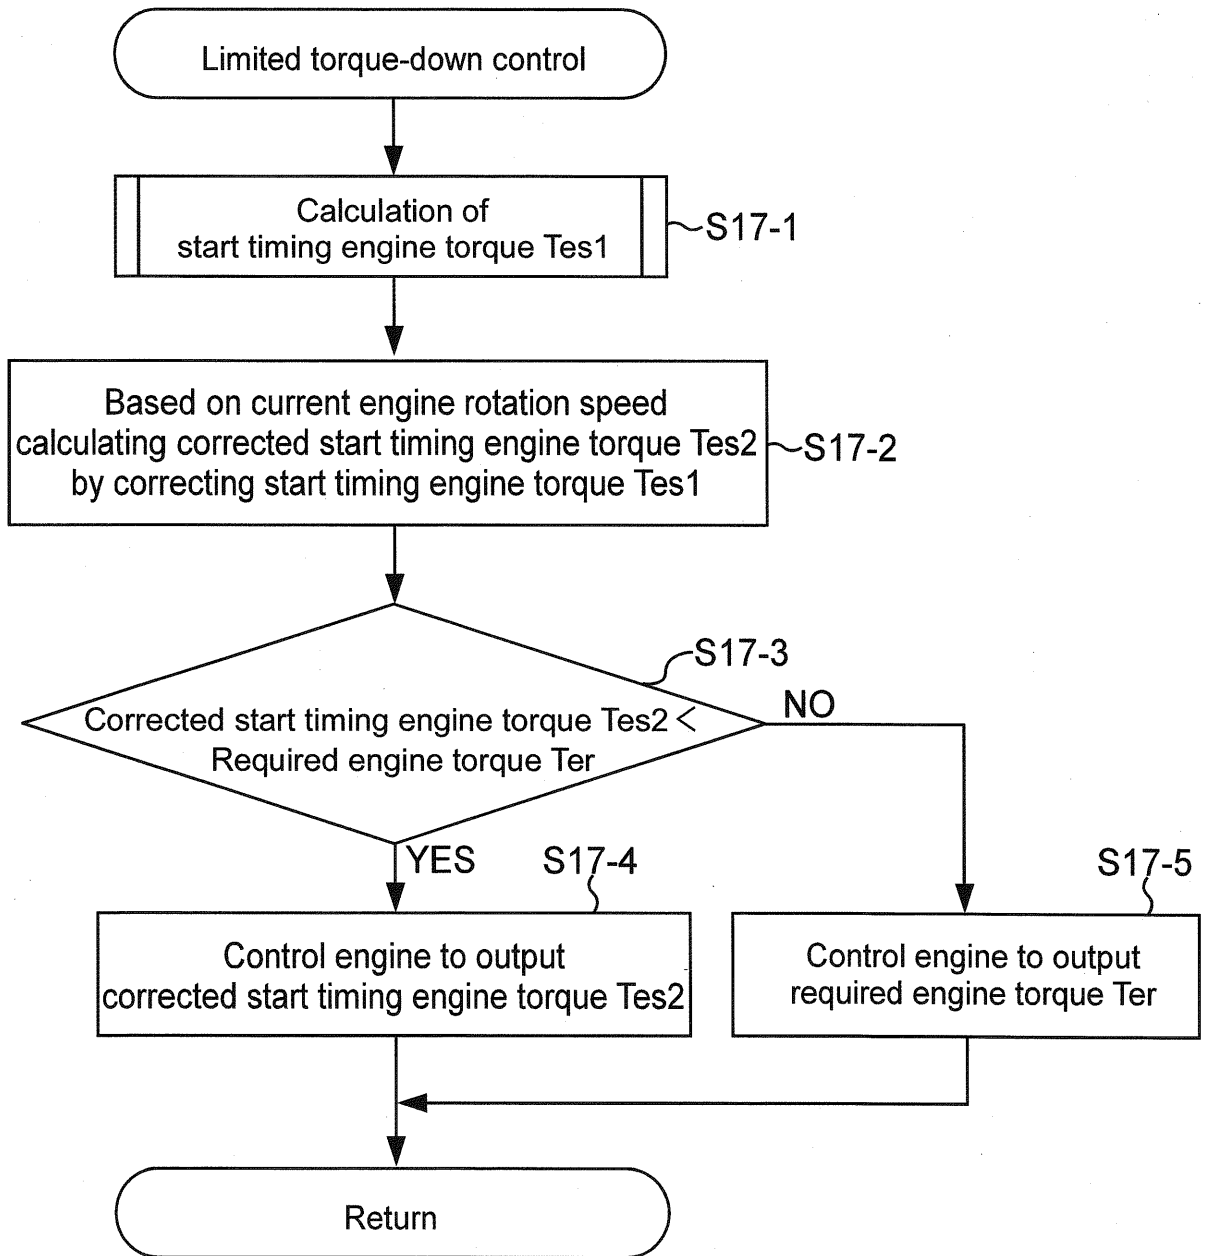 Limited torque-down control
Calculation of
start timing engine torque Tes1
S17-1
Based on current engine rotation speed
calculating corrected start timing engine torque Tes2
by correcting start timing engine torque Tes1
S17-2
S17-3
Corrected start timing engine torque Tes2 <
Required engine torque Ter
NO
YES
S17-4
S17-5
Control engine to output
corrected start timing engine torque Tes2
Control engine to output
required engine torque Ter
Return